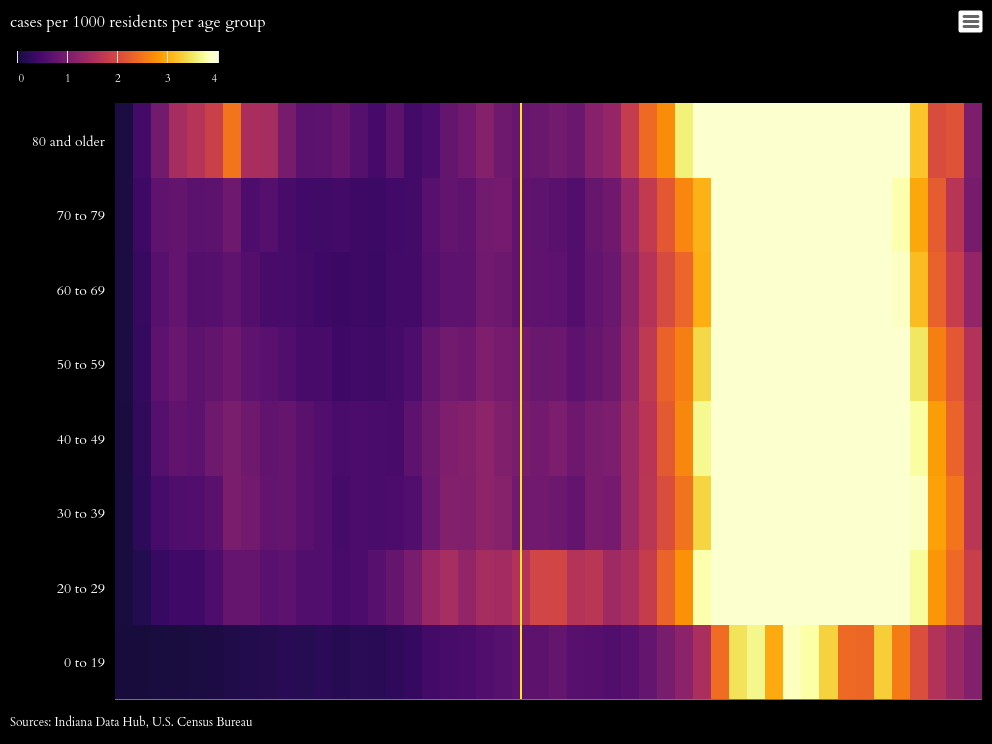 cases per 1000 residents per age group
0 1 2 3 4
80 and older
70 to 79
60 to 69
50 to 59
40 to 49
30 to 39
20 to 29
0 to 19
Sources: Indiana Data Hub, U.S. Census Bureau